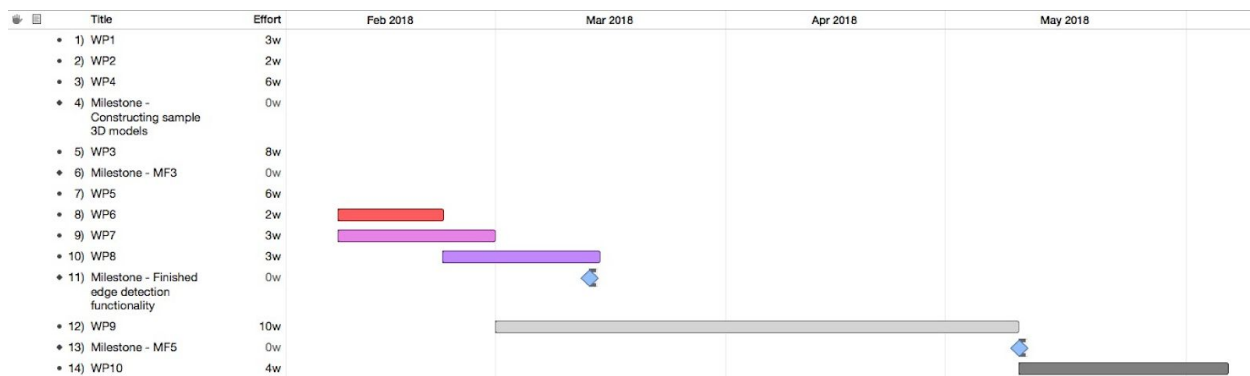 Title Effort Feb 2018 Mar 2018 Apr 2018 May 2018
1) WP1 3w
2) WP2 2w
3) WP4 6w
4) Milestone - 0w
Constructing sample
3D models
5) WP3 8w
6) Milestone - MF3 0w
7) WP5 6w
8) WP6 2w
9) WP7 3w
10) WP8 3w
11) Milestone - Finished 0w
edge detection
functionality
12) WP9 10w
13) Milestone - MF5 0w
14) WP10 4w